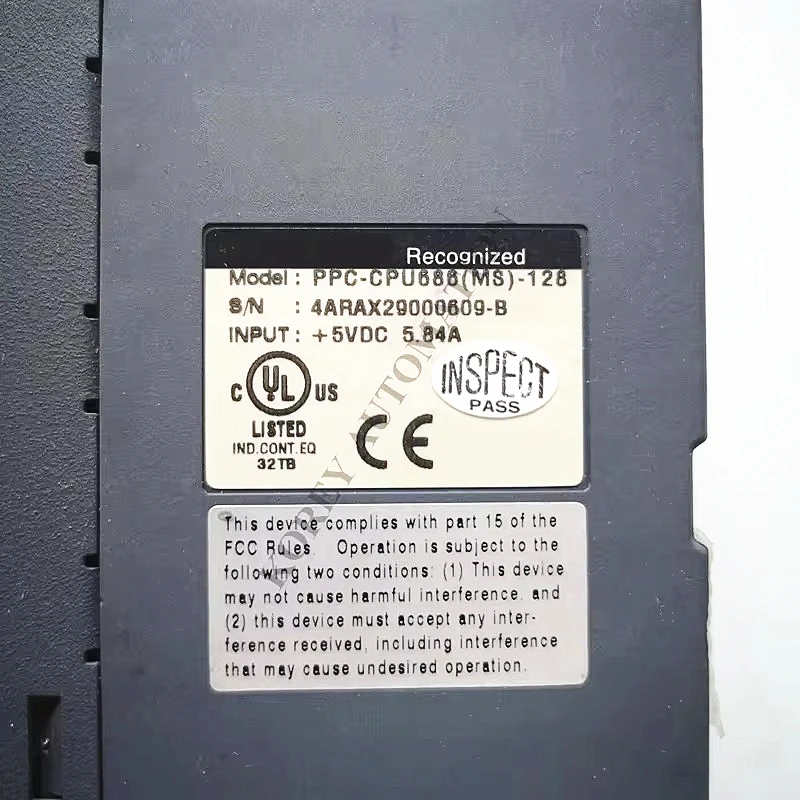 Recognized
Model : PPC-CPU686(MS)-128
S/N : 4ARAX29000609-B
INPUT : +5VDC 5.84A
C UL US
LISTED
IND.CONT.EQ
32TB
CE
INSPECT
PASS
KOREY AUTOMATION
This device complies with part 15 of the
FCC Rules. Operation is subject to the
following two conditions: (1) This device
may not cause harmful interference, and
(2) this device must accept any inter-
ference received, including interference
that may cause undesired operation.